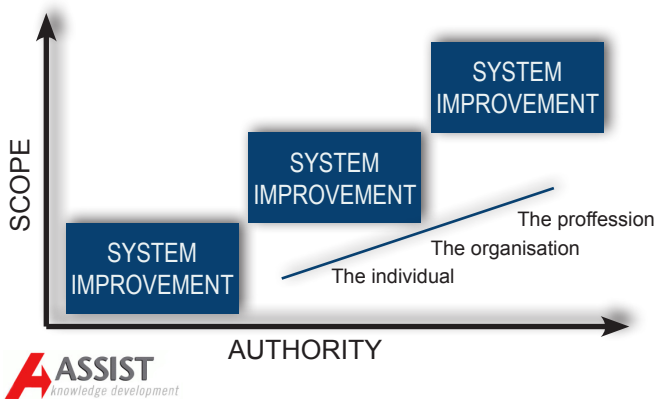 SYSTEM
IMPROVEMENT
SYSTEM
IMPROVEMENT
SYSTEM
IMPROVEMENT
SCOPE
The proffession
The organisation
The individual
AUTHORITY
ASSIST
knowledge development